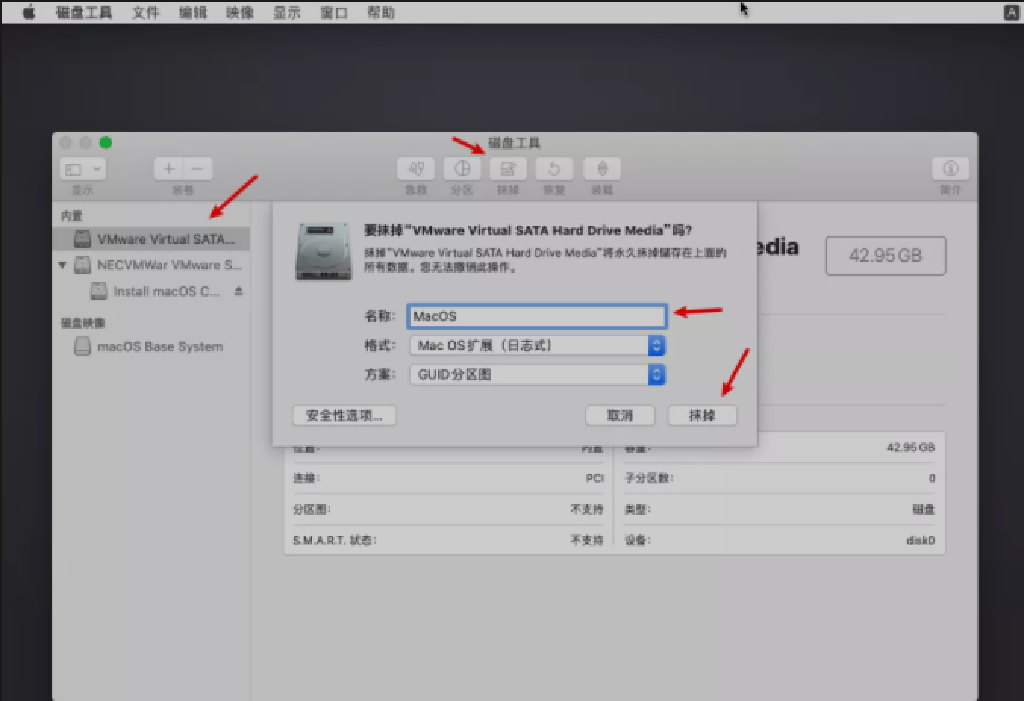 磁盘工具 文件 编辑 映像 显示 窗口 帮助 A
磁盘工具
显示 宗卷 急救 分区 抹掉 恢复 装载 简介
内置
VMware Virtual SATA...
NECVMWar VMware S...
Install macOS C...
磁盘映像
macOS Base System
要抹掉“VMware Virtual SATA Hard Drive Media”吗?
抹掉“VMware Virtual SATA Hard Drive Media”将永久抹掉储存在上面的
所有数据。您无法撤销此操作。
edia
42.95 GB
名称: MacOS
格式: Mac OS 扩展（日志式）
方案: GUID 分区图
安全性选项... 取消 抹掉
位置: 内置 容量: 42.95 GB
连接: PCI 子分区数: 0
分区图: 不支持 类型: 磁盘
S.M.A.R.T. 状态: 不支持 设备: disk0